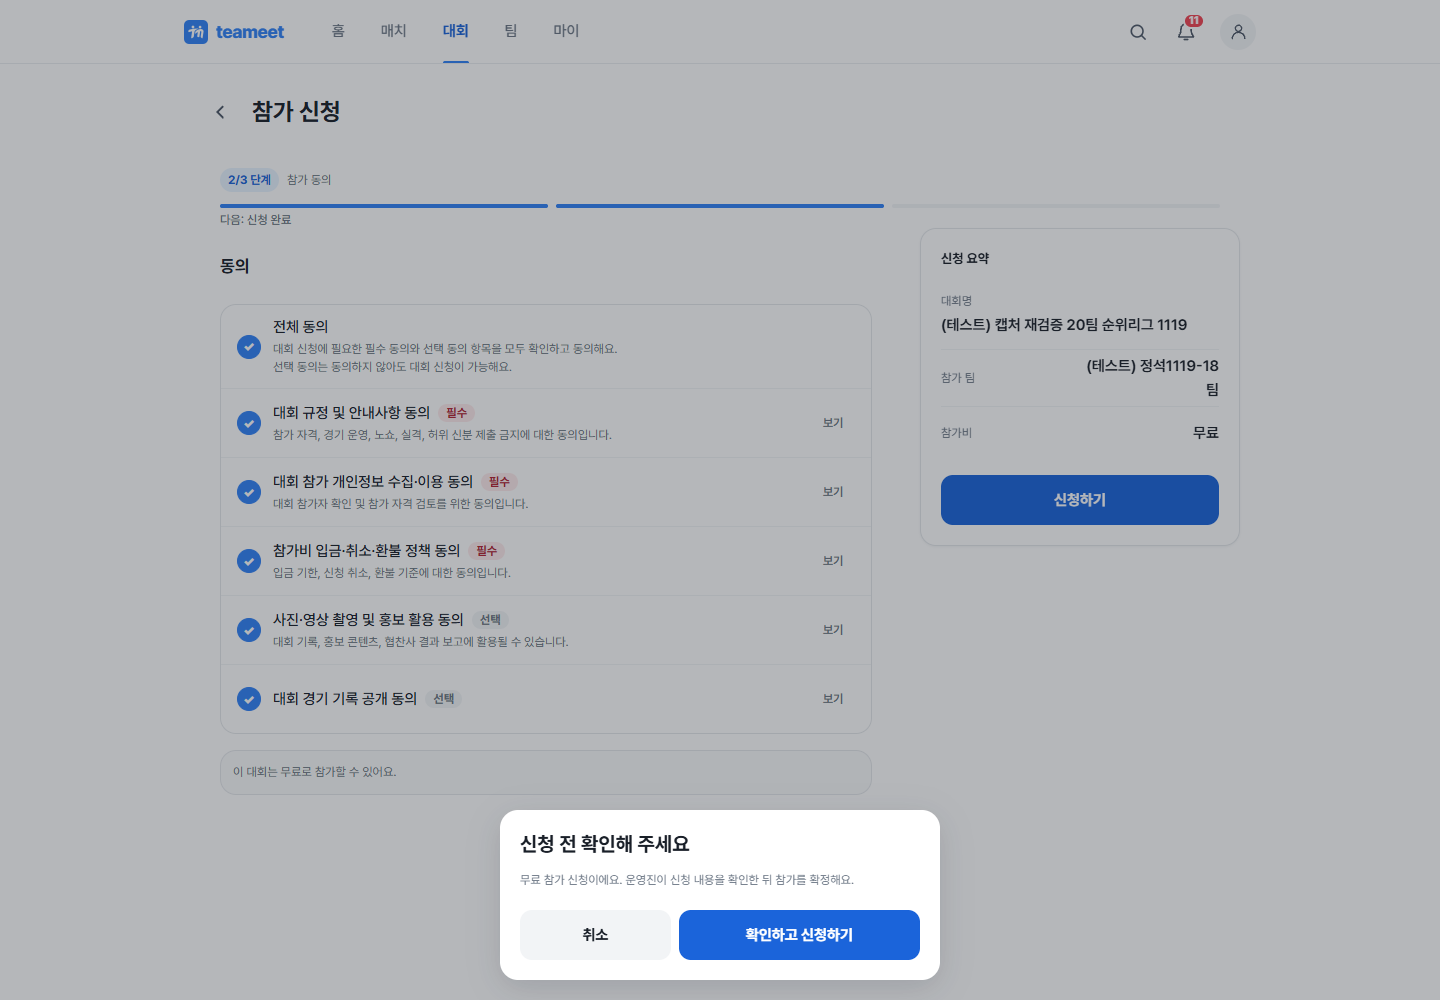 teameet
홈
매치
대회
팀
마이
11
참가 신청
2/3 단계
참가 동의
다음: 신청 완료
동의
전체 동의
대회 신청에 필요한 필수 동의와 선택 동의 항목을 모두 확인하고 동의해요.
선택 동의는 동의하지 않아도 대회 신청이 가능해요.
대회 규정 및 안내사항 동의 필수
참가 자격, 경기 운영, 노쇼, 실격, 허위 신분 제출 금지에 대한 동의입니다.
보기
대회 참가 개인정보 수집·이용 동의 필수
대회 참가자 확인 및 참가 자격 검토를 위한 동의입니다.
보기
참가비 입금·취소·환불 정책 동의 필수
입금 기한, 신청 취소, 환불 기준에 대한 동의입니다.
보기
사진·영상 촬영 및 홍보 활용 동의 선택
대회 기록, 홍보 콘텐츠, 협찬사 결과 보고에 활용될 수 있습니다.
보기
대회 경기 기록 공개 동의 선택
보기
이 대회는 무료로 참가할 수 있어요.
신청 요약
대회명
(테스트) 캡처 재검증 20팀 순위리그 1119
참가 팀
(테스트) 정석1119-18
팀
참가비
무료
신청하기
신청 전 확인해 주세요
무료 참가 신청이에요. 운영진이 신청 내용을 확인한 뒤 참가를 확정해요.
취소
확인하고 신청하기